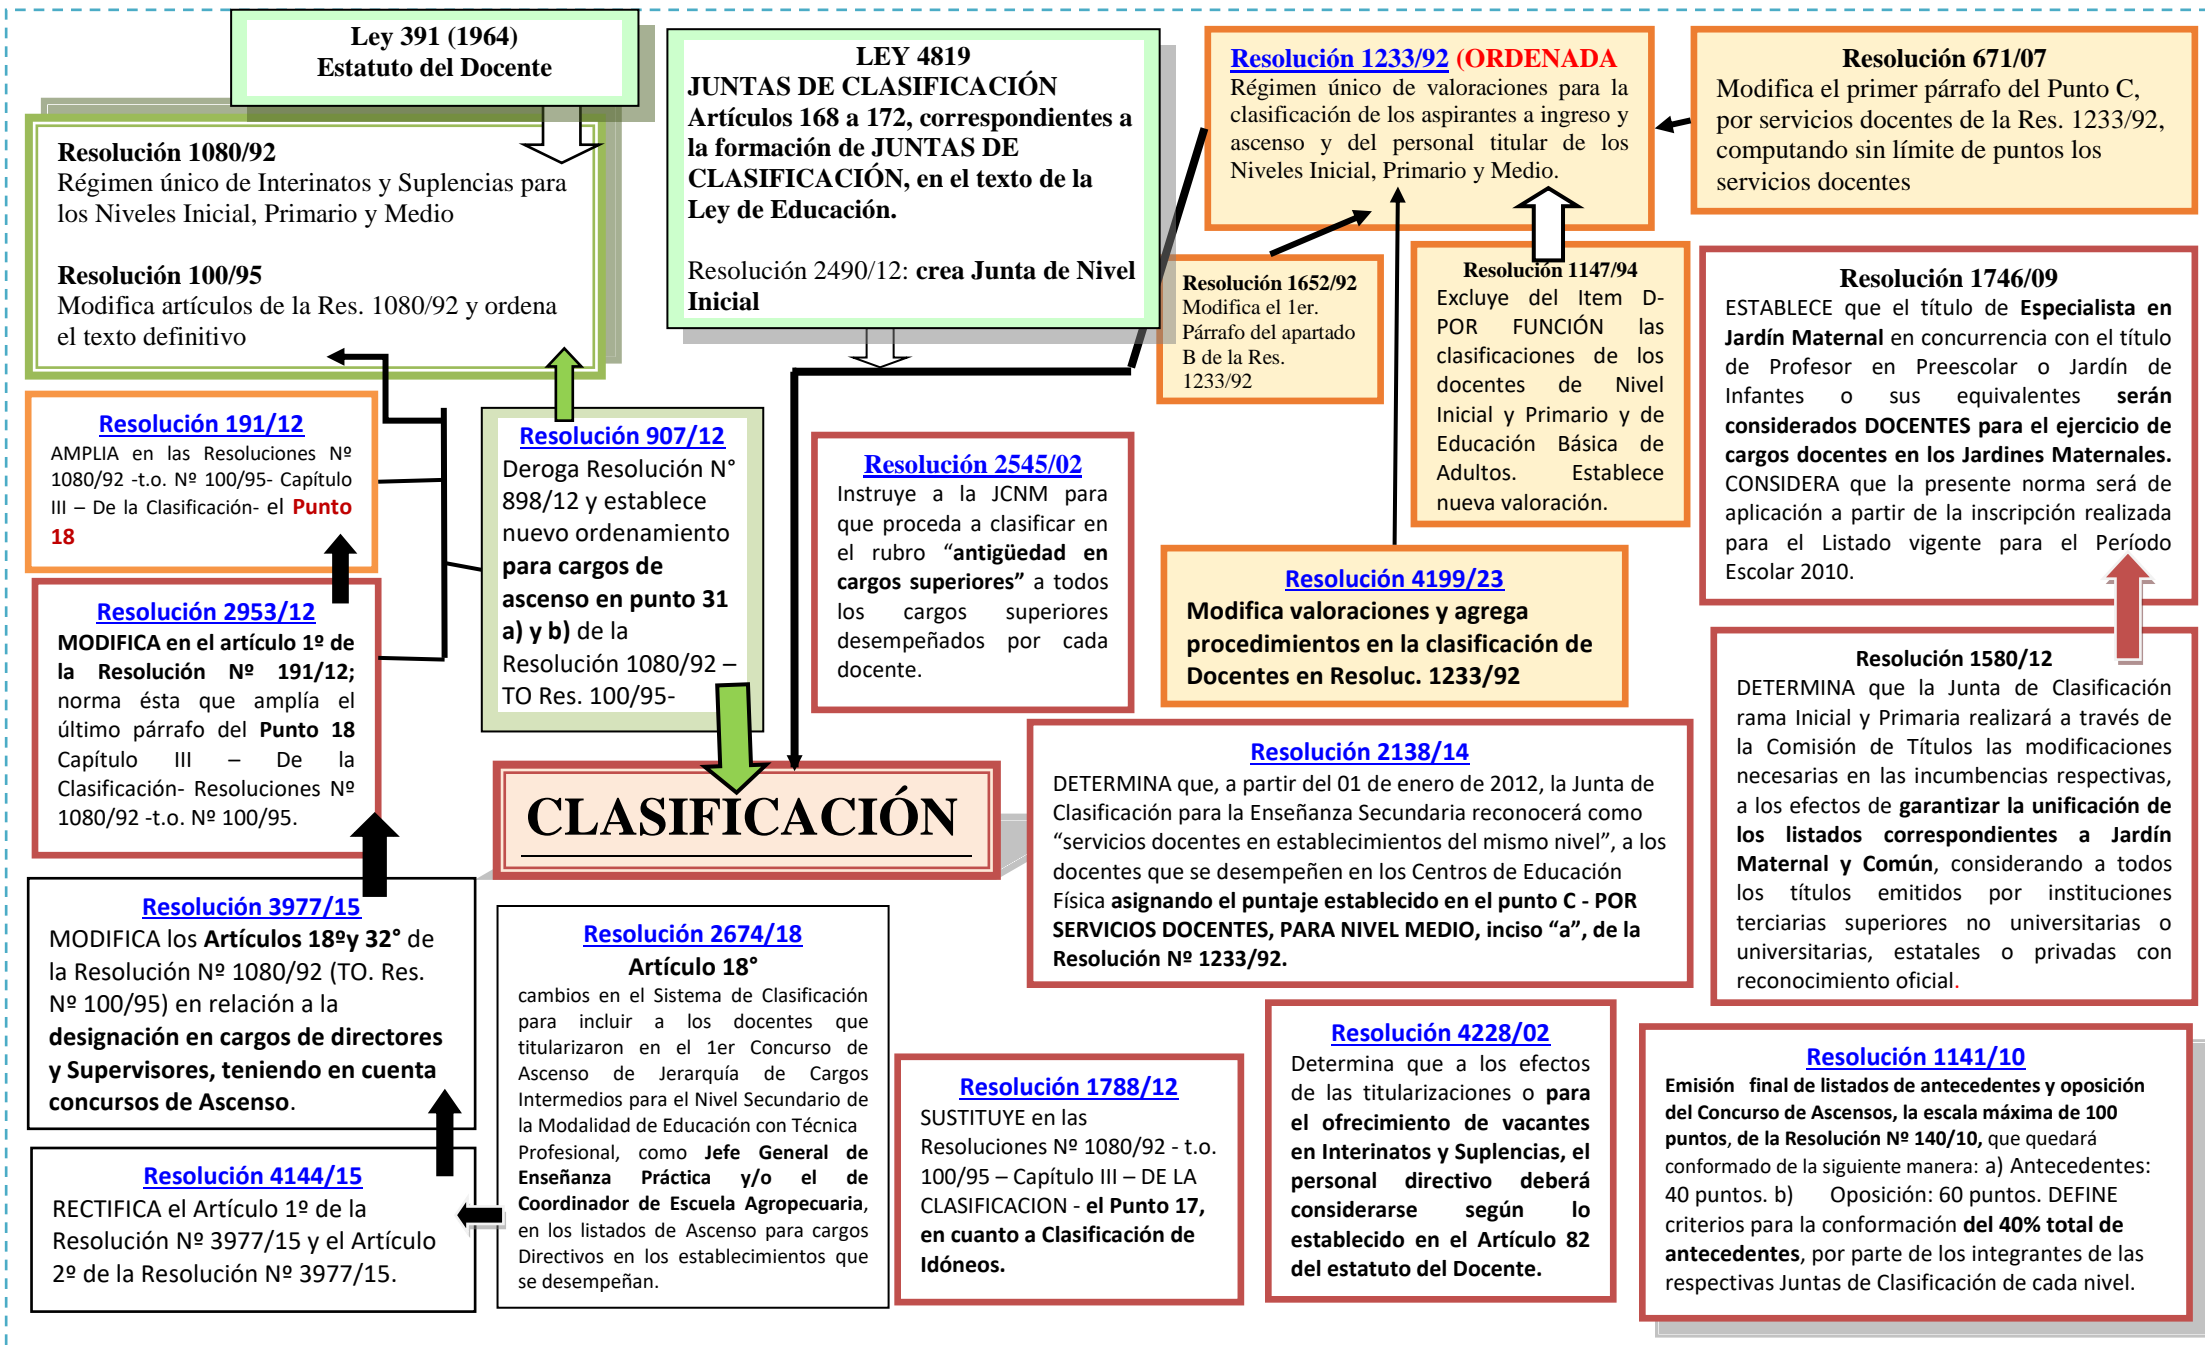 Ley 391 (1964)
Estatuto del Docente
Resolución 1080/92
Régimen único de Interinatos y Suplencias para
los Niveles Inicial, Primario y Medio
Resolución 100/95
Modifica artículos de la Res. 1080/92 y ordena
el texto definitivo
LEY 4819
JUNTAS DE CLASIFICACIÓN
Artículos 168 a 172, correspondientes a
la formación de JUNTAS DE
CLASIFICACIÓN, en el texto de la
Ley de Educación.
Resolución 2490/12: crea Junta de Nivel
Inicial
Resolución 1233/92 (ORDENADA
Régimen único de valoraciones para la
clasificación de los aspirantes a ingreso y
ascenso y del personal titular de los
Niveles Inicial, Primario y Medio.
Resolución 671/07
Modifica el primer párrafo del Punto C,
por servicios docentes de la Res. 1233/92,
computando sin límite de puntos los
servicios docentes
Resolución 1652/92
Modifica el 1er.
Párrafo del apartado
B de la Res.
1233/92
Resolución 1147/94
Excluye del Item D-
POR FUNCIÓN las
clasificaciones de los
docentes de Nivel
Inicial y Primario y de
Educación Básica de
Adultos. Establece
nueva valoración.
Resolución 1746/09
ESTABLECE que el título de Especialista en
Jardín Maternal en concurrencia con el título
de Profesor en Preescolar o Jardín de
Infantes o sus equivalentes serán
considerados DOCENTES para el ejercicio de
cargos docentes en los Jardines Maternales.
CONSIDERA que la presente norma será de
aplicación a partir de la inscripción realizada
para el Listado vigente para el Período
Escolar 2010.
Resolución 191/12
AMPLIA en las Resoluciones Nº
1080/92 -t.o. Nº 100/95- Capítulo
III – De la Clasificación- el Punto
18
Resolución 907/12
Deroga Resolución N°
898/12 y establece
nuevo ordenamiento
para cargos de
ascenso en punto 31
a) y b) de la
Resolución 1080/92 –
TO Res. 100/95-
Resolución 2545/02
Instruye a la JCNM para
que proceda a clasificar en
el rubro “antigüedad en
cargos superiores” a todos
los cargos superiores
desempeñados por cada
docente.
Resolución 4199/23
Modifica valoraciones y agrega
procedimientos en la clasificación de
Docentes en Resoluc. 1233/92
Resolución 2953/12
MODIFICA en el artículo 1º de
la Resolución Nº 191/12;
norma ésta que amplía el
último párrafo del Punto 18
Capítulo III – De la
Clasificación- Resoluciones Nº
1080/92 -t.o. Nº 100/95.
Resolución 1580/12
DETERMINA que la Junta de Clasificación
rama Inicial y Primaria realizará a través de
la Comisión de Títulos las modificaciones
necesarias en las incumbencias respectivas,
a los efectos de garantizar la unificación de
los listados correspondientes a Jardín
Maternal y Común, considerando a todos
los títulos emitidos por instituciones
terciarias superiores no universitarias o
universitarias, estatales o privadas con
reconocimiento oficial.
CLASIFICACIÓN
Resolución 2138/14
DETERMINA que, a partir del 01 de enero de 2012, la Junta de
Clasificación para la Enseñanza Secundaria reconocerá como
“servicios docentes en establecimientos del mismo nivel”, a los
docentes que se desempeñen en los Centros de Educación
Física asignando el puntaje establecido en el punto C - POR
SERVICIOS DOCENTES, PARA NIVEL MEDIO, inciso “a”, de la
Resolución Nº 1233/92.
Resolución 3977/15
MODIFICA los Artículos 18ºy 32° de
la Resolución Nº 1080/92 (TO. Res.
Nº 100/95) en relación a la
designación en cargos de directores
y Supervisores, teniendo en cuenta
concursos de Ascenso.
Resolución 2674/18
Artículo 18°
cambios en el Sistema de Clasificación
para incluir a los docentes que
titularizaron en el 1er Concurso de
Ascenso de Jerarquía de Cargos
Intermedios para el Nivel Secundario de
la Modalidad de Educación con Técnica
Profesional, como Jefe General de
Enseñanza Práctica y/o el de
Coordinador de Escuela Agropecuaria,
en los listados de Ascenso para cargos
Directivos en los establecimientos que
se desempeñan.
Resolución 4144/15
RECTIFICA el Artículo 1º de la
Resolución Nº 3977/15 y el Artículo
2º de la Resolución Nº 3977/15.
Resolución 1788/12
SUSTITUYE en las
Resoluciones Nº 1080/92 - t.o.
100/95 – Capítulo III – DE LA
CLASIFICACION - el Punto 17,
en cuanto a Clasificación de
Idóneos.
Resolución 4228/02
Determina que a los efectos
de las titularizaciones o para
el ofrecimiento de vacantes
en Interinatos y Suplencias, el
personal directivo deberá
considerarse según lo
establecido en el Artículo 82
del estatuto del Docente.
Resolución 1141/10
Emisión final de listados de antecedentes y oposición
del Concurso de Ascensos, la escala máxima de 100
puntos, de la Resolución Nº 140/10, que quedará
conformado de la siguiente manera: a) Antecedentes:
40 puntos. b) Oposición: 60 puntos. DEFINE
criterios para la conformación del 40% total de
antecedentes, por parte de los integrantes de las
respectivas Juntas de Clasificación de cada nivel.